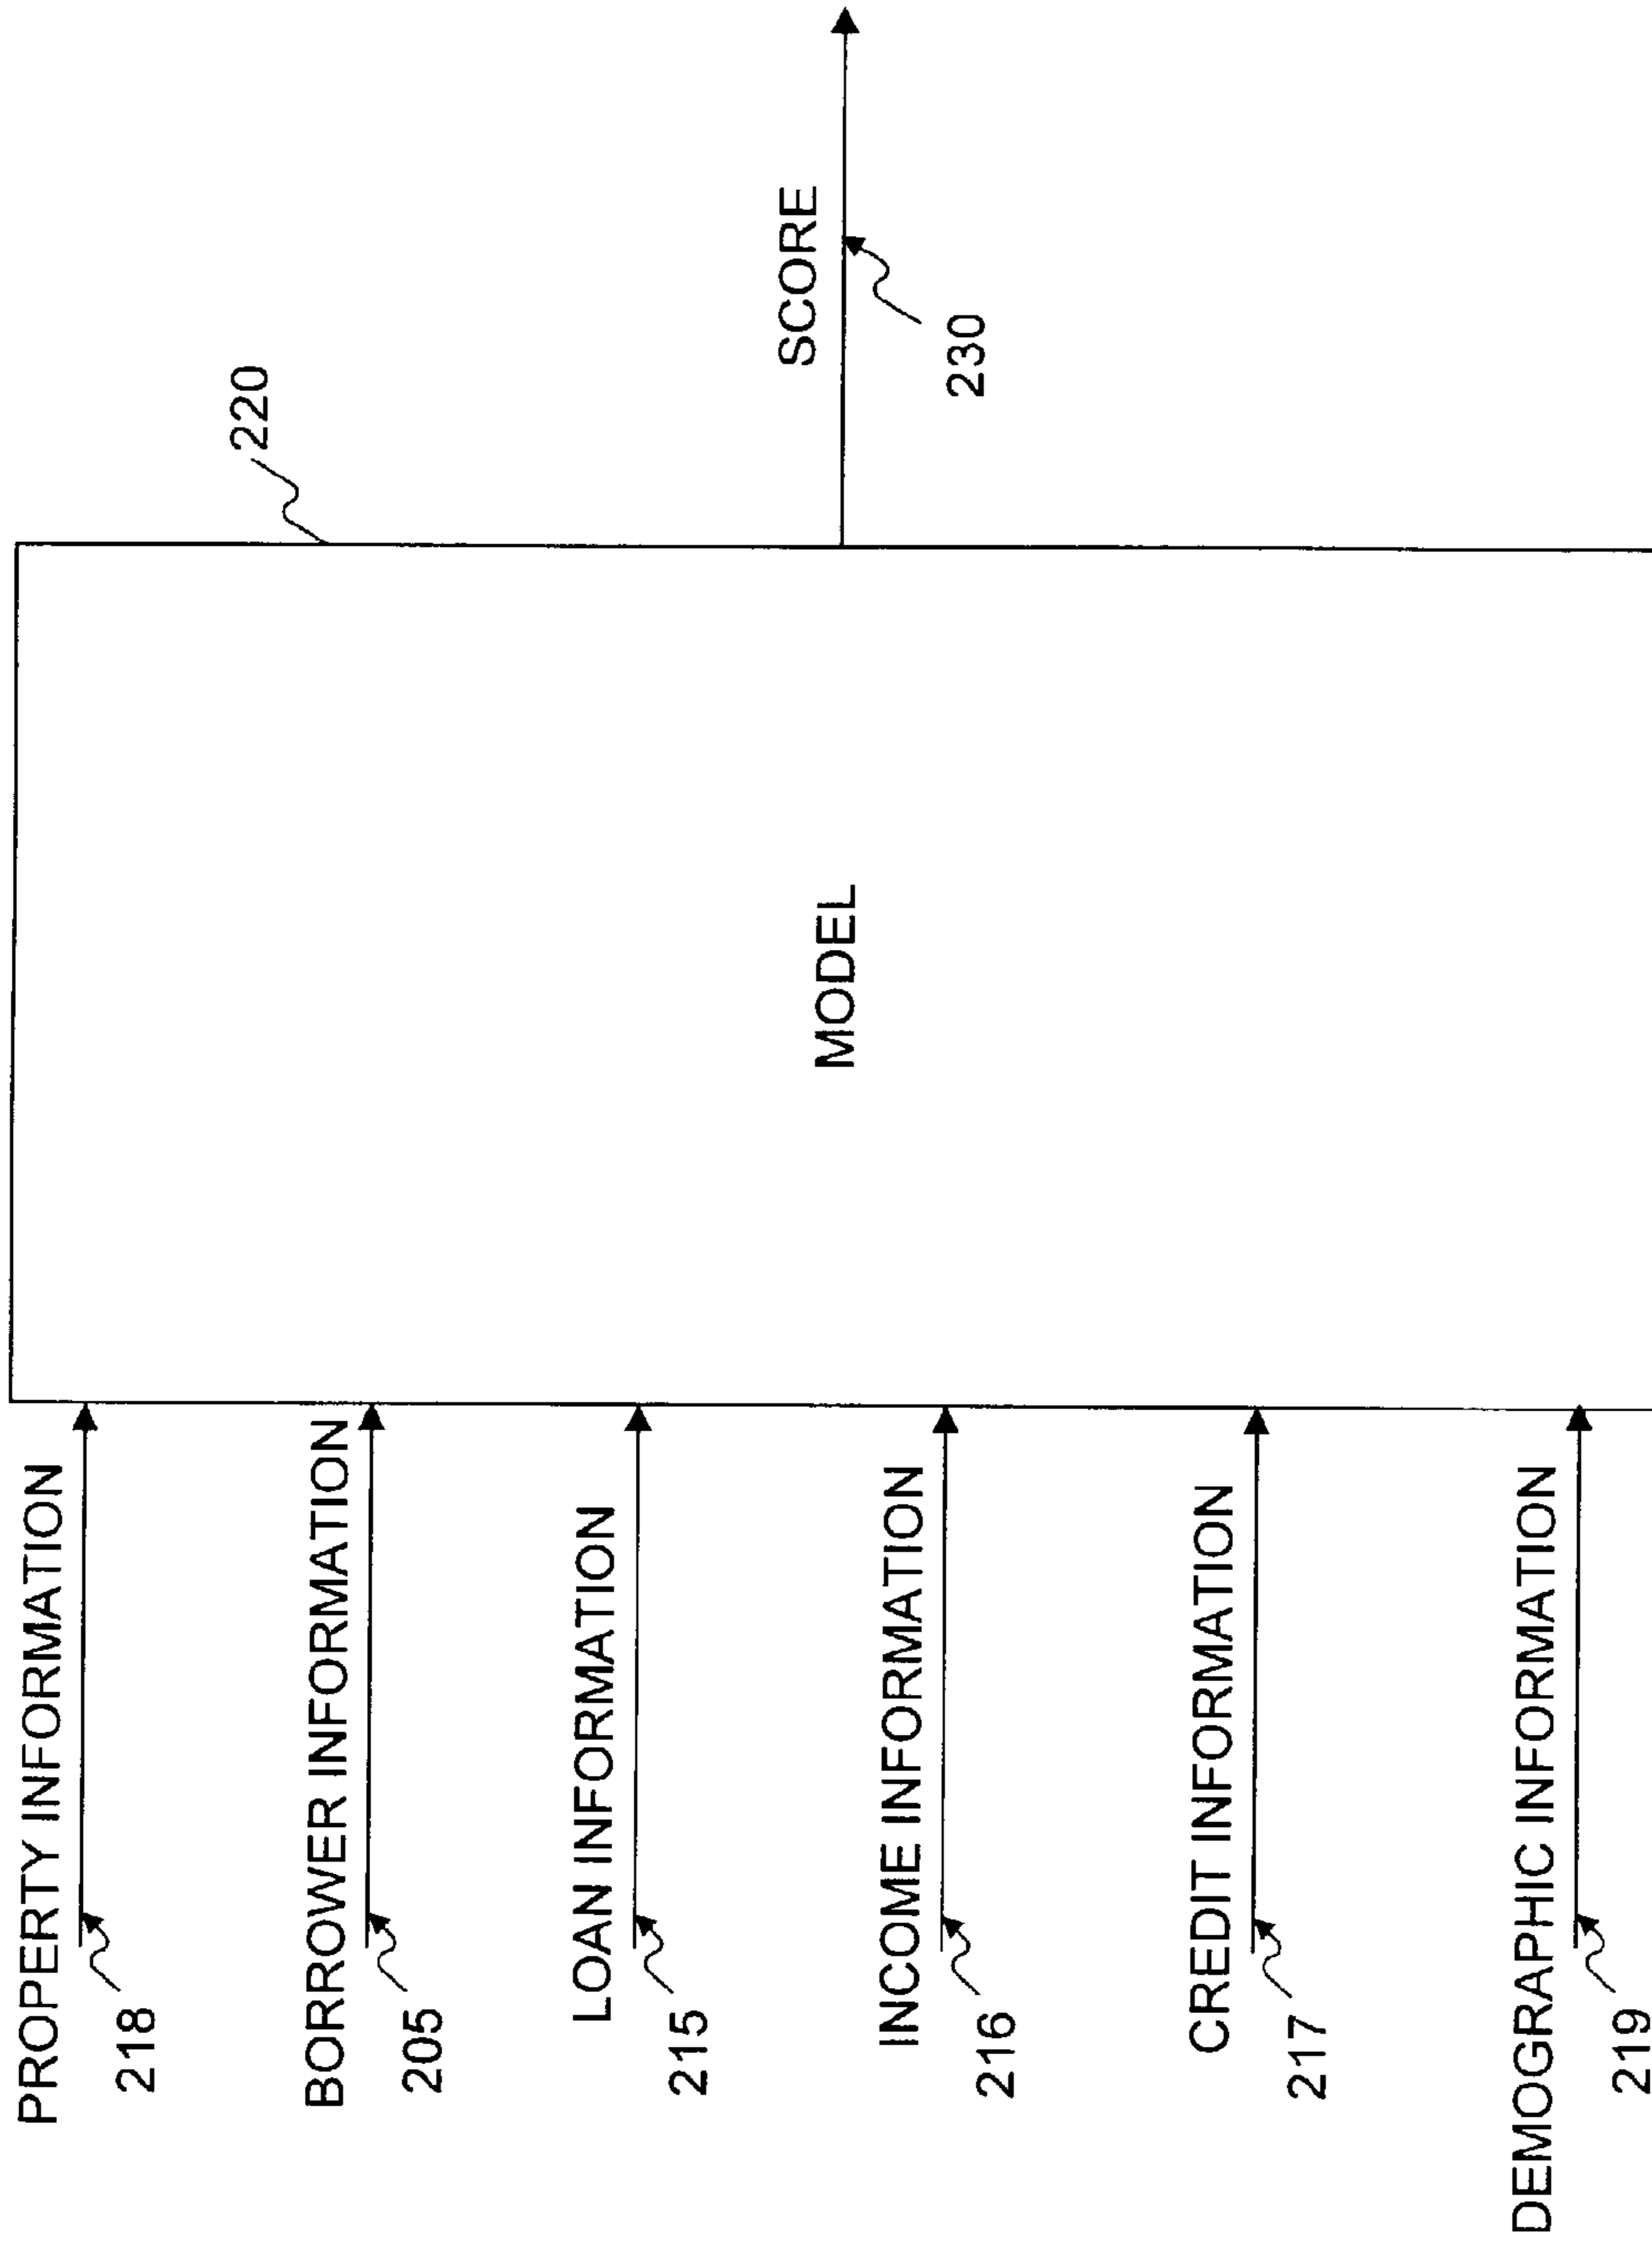 PROPERTY INFORMATION
218
BORROWER INFORMATION
205
LOAN INFORMATION
215
INCOME INFORMATION
216
CREDIT INFORMATION
217
DEMOGRAPHIC INFORMATION
219
MODEL
220
SCORE
230